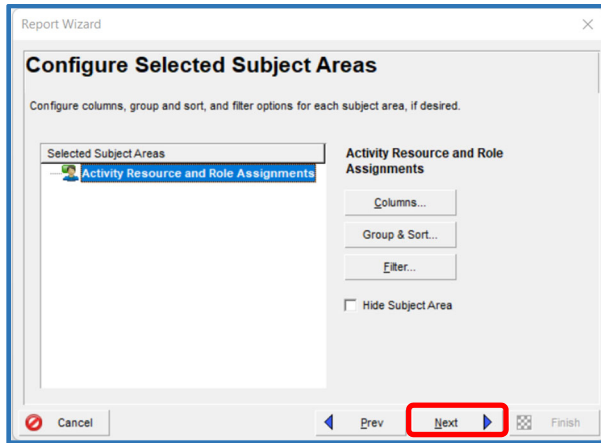 Report Wizard
Configure Selected Subject Areas
Configure columns, group and sort, and filter options for each subject area, if desired.
Selected Subject Areas
Activity Resource and Role Assignments
Activity Resource and Role
Assignments
Columns...
Group & Sort...
Filter...
Hide Subject Area
Cancel
Prev
Next
Finish